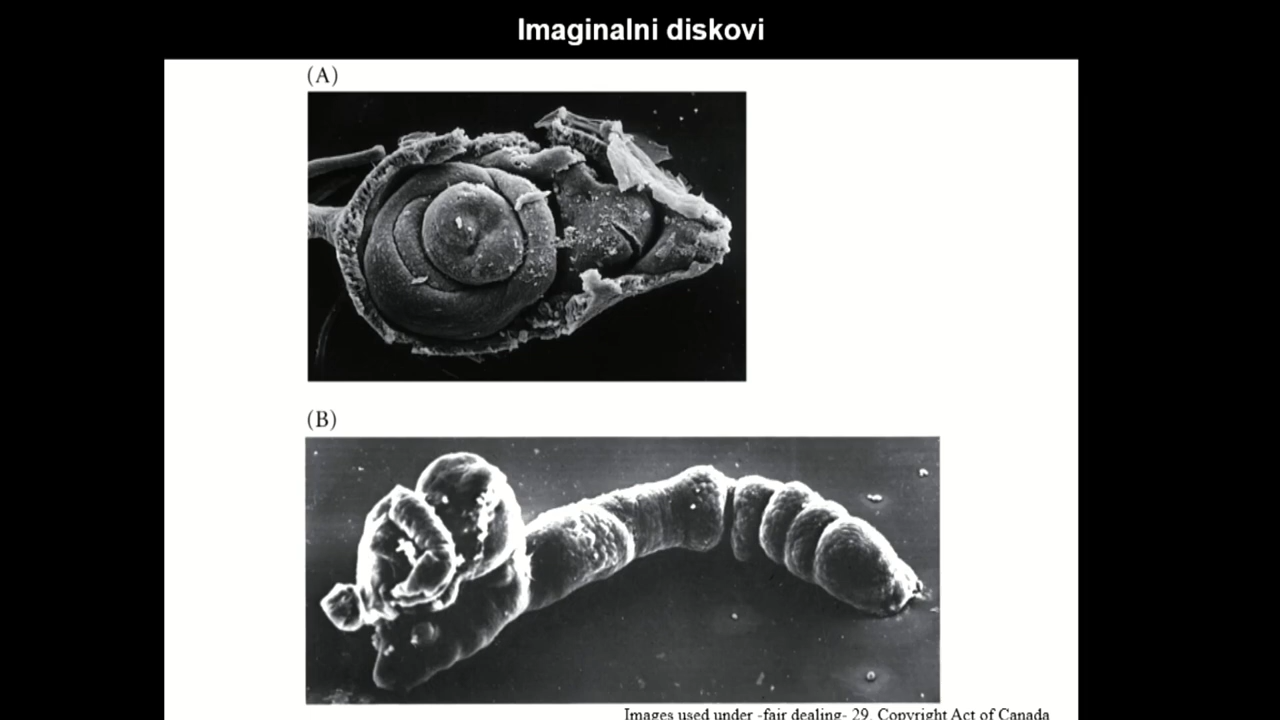 Imaginalni diskovi
(A)
(B)
Images used under -fair dealing- 29, Copyright Act of Canada